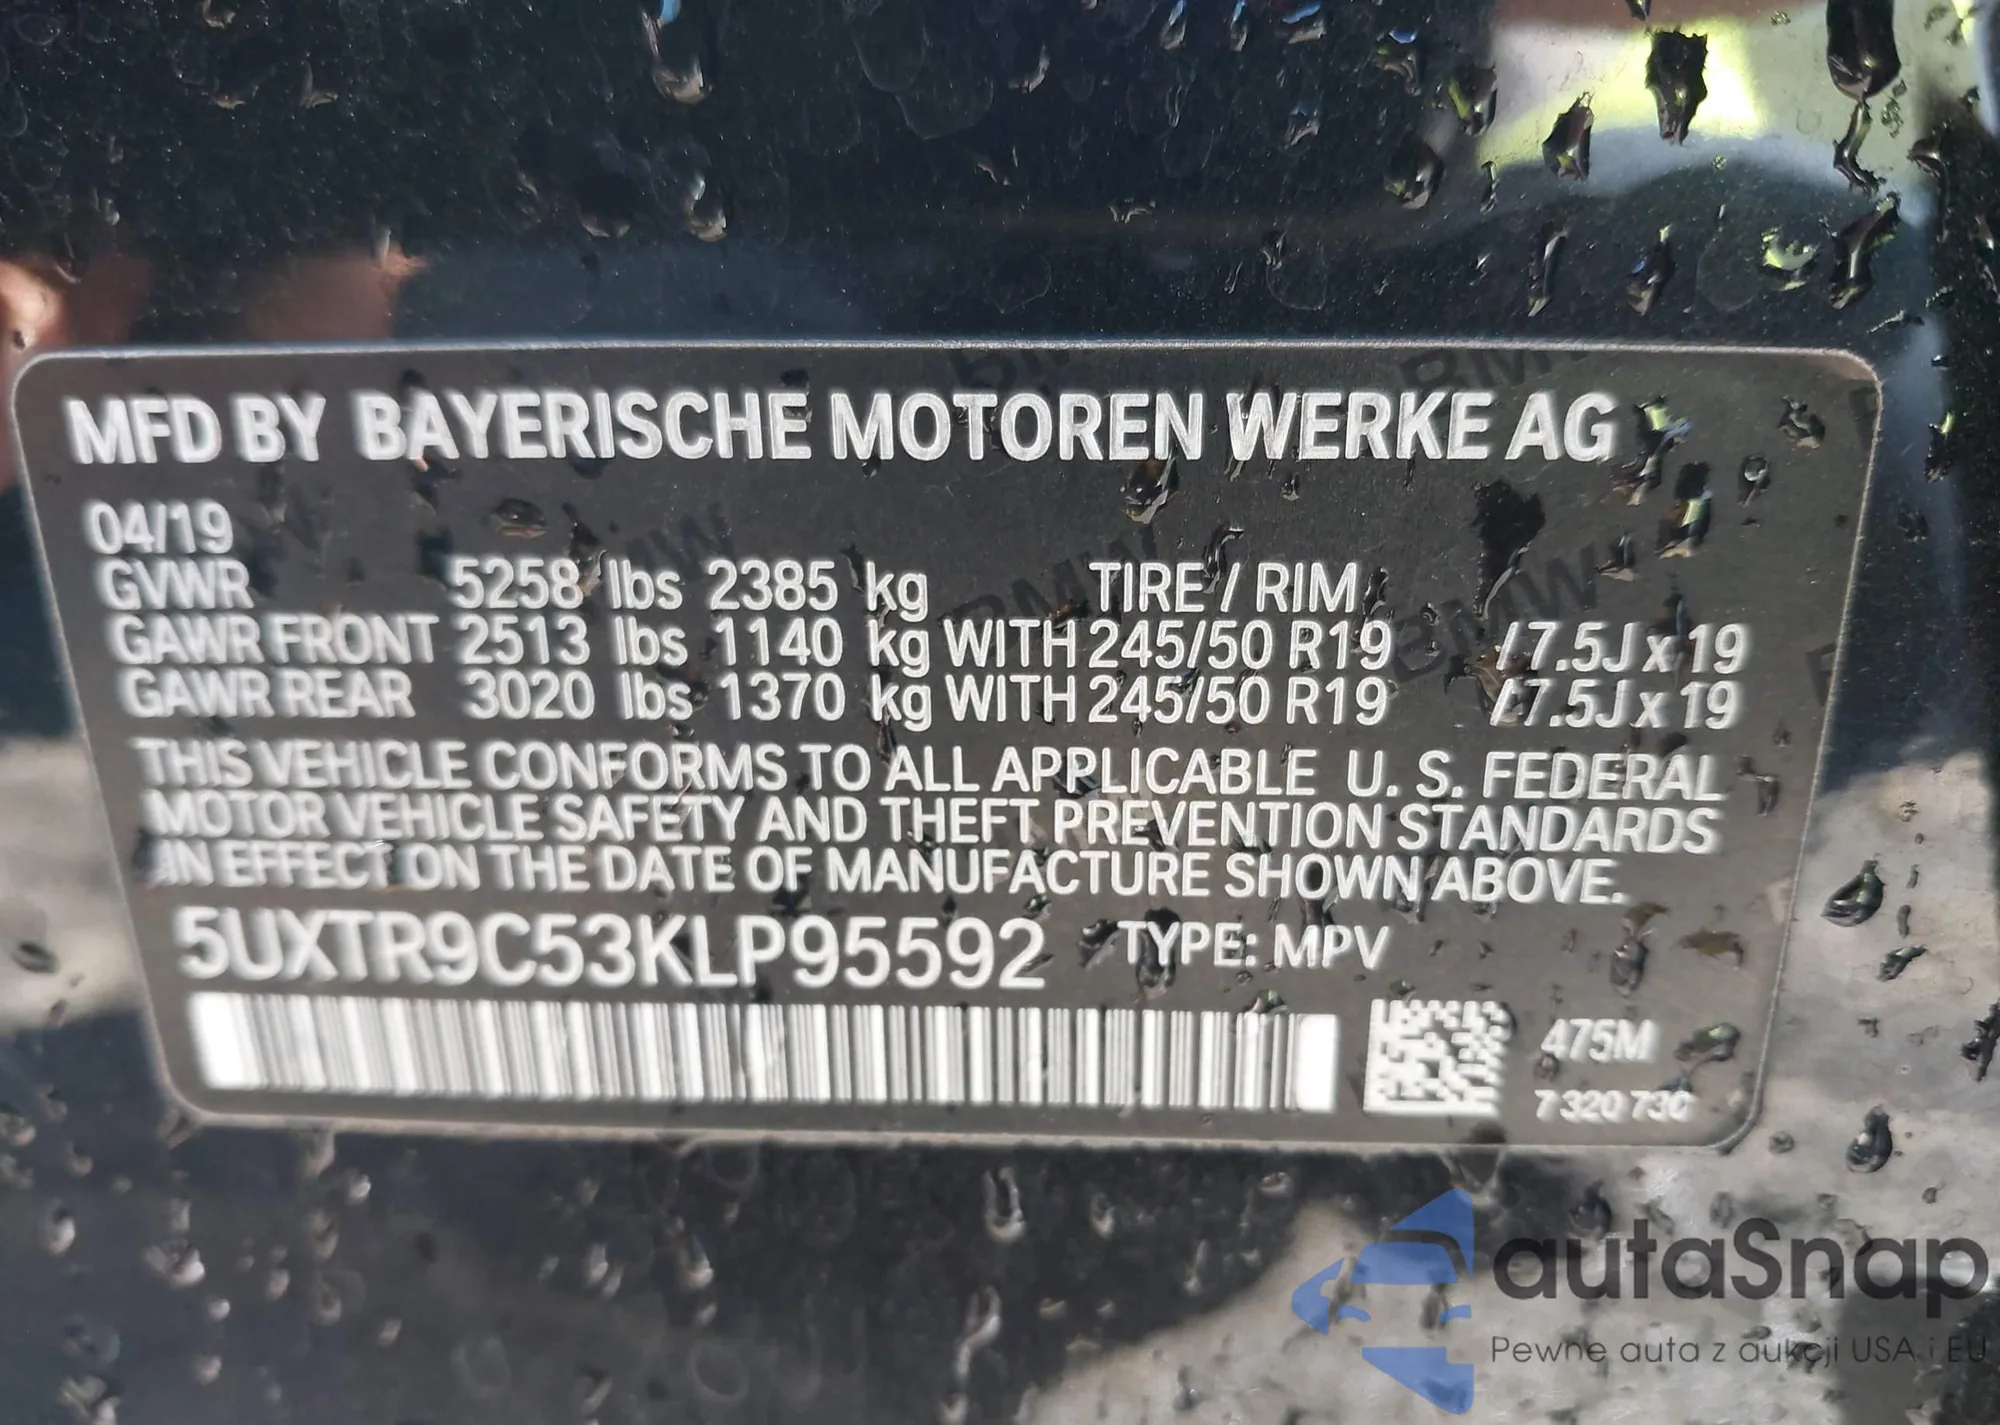 MFD BY BAYERISCHE MOTOREN WERKE AG
04/19
GVWR 5258 lbs 2385 kg TIRE / RIM
GAWR FRONT 2513 lbs 1140 kg WITH 245/50 R19 / 7.5J x 19
GAWR REAR 3020 lbs 1370 kg WITH 245/50 R19 / 7.5J x 19
THIS VEHICLE CONFORMS TO ALL APPLICABLE U. S. FEDERAL
MOTOR VEHICLE SAFETY AND THEFT PREVENTION STANDARDS
IN EFFECT ON THE DATE OF MANUFACTURE SHOWN ABOVE.
5UXTR9C53KLP95592 TYPE: MPV
475M
7 320 730
autaSnap
Pewne auta z aukcji USA i EU